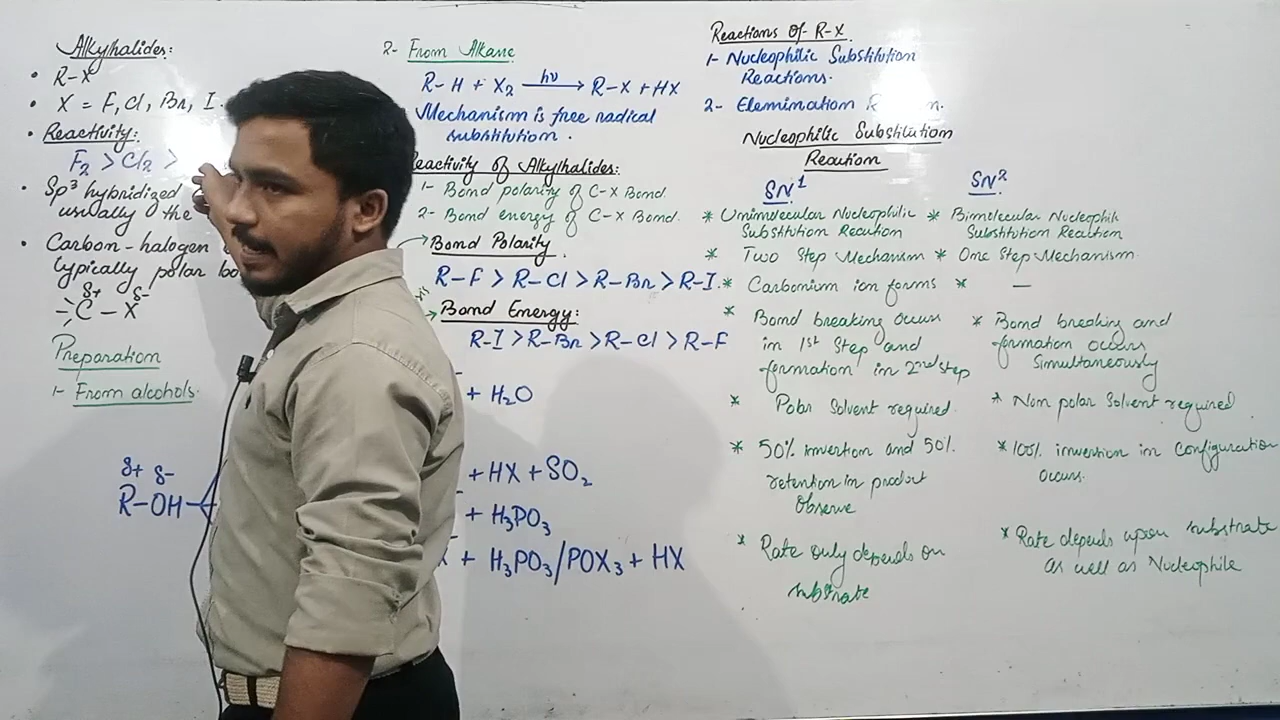 Alkylhalides:
• R-X
• X = F, Cl, Br, I.
• Reactivity:
F₂ > Cl₂ >
• Sp³ hybridized
usually the
• Carbon-halogen
typically polar bo
δ+ δ-
-C-X
Preparation
1- From alcohols.
δ+ δ-
R-OH
2- From Alkane
R-H + X₂ hν→ R-X + HX
Mechanism is free radical
substitution.
Reactivity of Alkylhalides:
1- Bond polarity of C-X Bond.
2- Bond energy of C-X Bond.
Bond Polarity
R-F > R-Cl > R-Br > R-I.
Bond Energy:
R-I > R-Br > R-Cl > R-F
+ H₂O
+ HX + SO₂
+ H₃PO₃
+ H₃PO₃/POX₃ + HX
Reactions Of R-X
1- Nucleophilic Substitution
Reactions.
2- Elemination
Nucleophilic Substitution
Reaction
SN¹
* Unimolecular Nucleophilic
Substitution Reaction
* Two Step Mechanism
* Carbonium ion forms
* Bond breaking occurs
in 1st Step and
formation in 2nd step
* Polar Solvent required.
* 50% invertion and 50%
retention in product
Observe
* Rate only depends on
substrate
SN²
* Bimolecular Nucleophilic
Substitution Reaction
* One Step Mechanism.
* —
* Bond breaking and
formation occurs
Simultaneously
* Non polar Solvent required
* 100% invertion in Configuration
occurs.
* Rate depends upon substrate
as well as Nucleophile